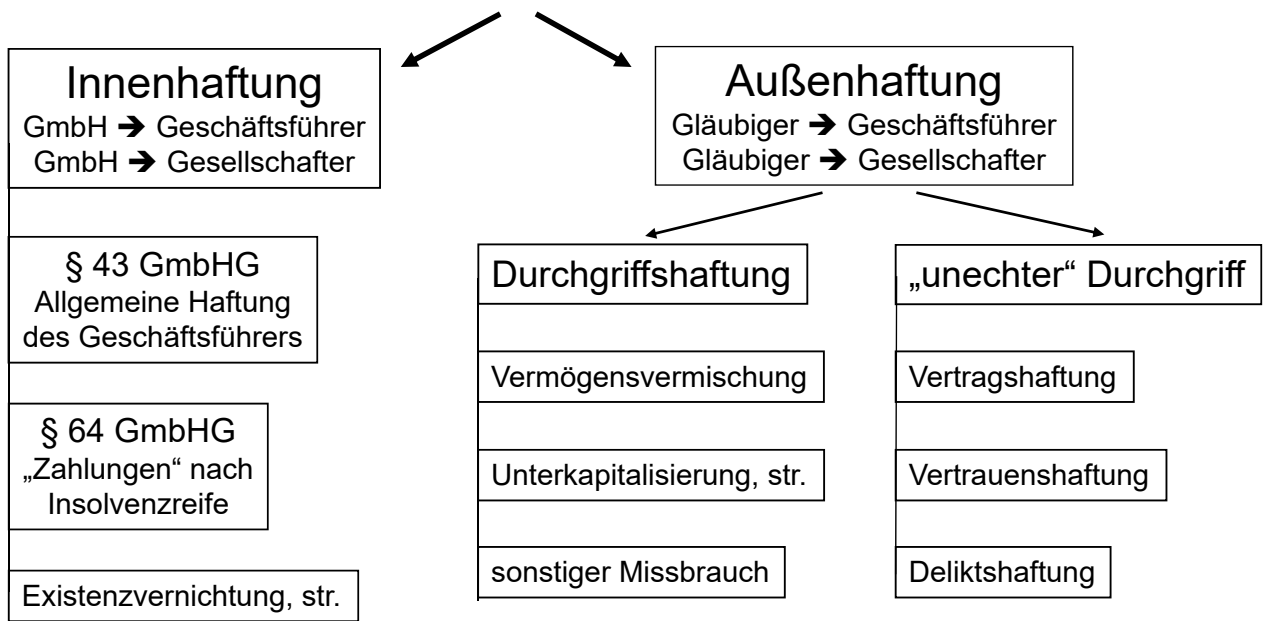 Innenhaftung
GmbH ➔ Geschäftsführer
GmbH ➔ Gesellschafter
§ 43 GmbHG
Allgemeine Haftung
des Geschäftsführers
§ 64 GmbHG
„Zahlungen“ nach
Insolvenzreife
Existenzvernichtung, str.
Außenhaftung
Gläubiger ➔ Geschäftsführer
Gläubiger ➔ Gesellschafter
Durchgriffshaftung
Vermögensvermischung
Unterkapitalisierung, str.
sonstiger Missbrauch
„unechter“ Durchgriff
Vertragshaftung
Vertrauenshaftung
Deliktshaftung